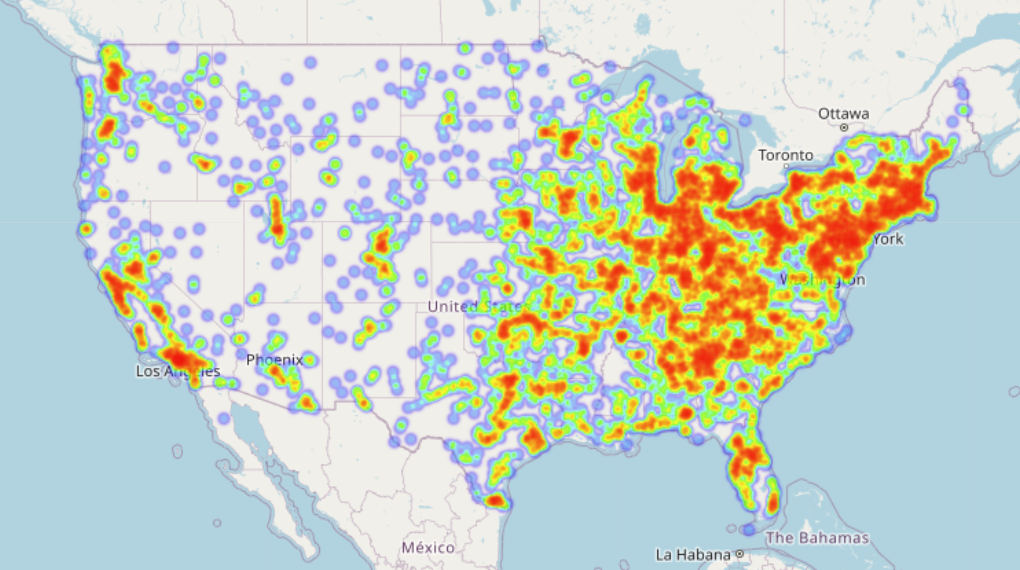 Ottawa
Toronto
York
Washington
United States
Phoenix
Los Angeles
México
The Bahamas
La Habana